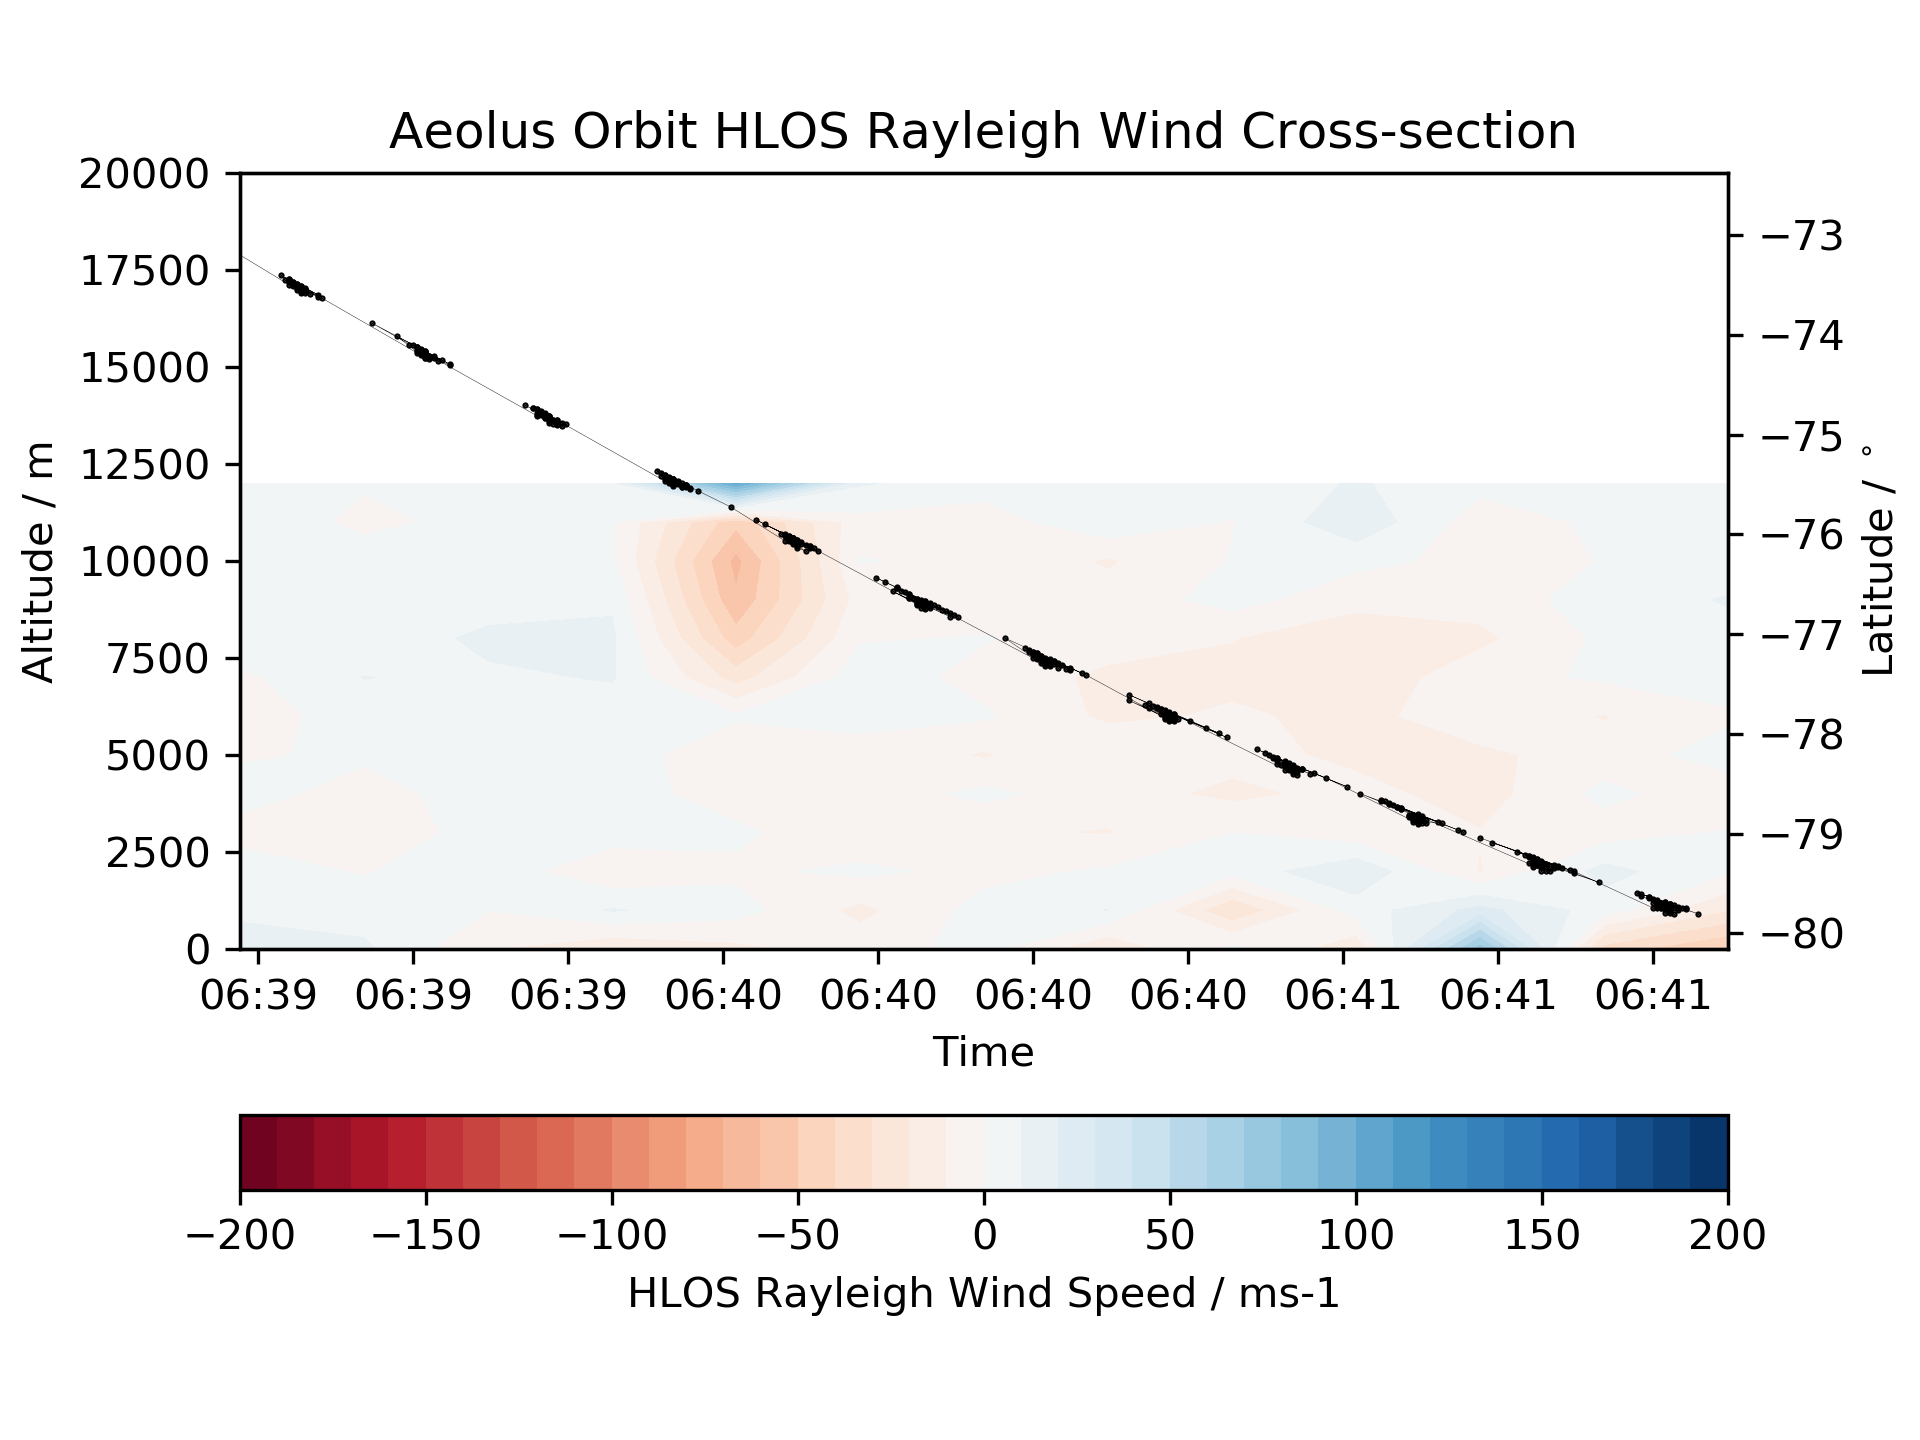 Aeolus Orbit HLOS Rayleigh Wind Cross-section
20000
17500
15000
12500
10000
7500
5000
2500
0
Altitude / m
−73
−74
−75
−76
−77
−78
−79
−80
Latitude / °
06:39 06:39 06:39 06:40 06:40 06:40 06:40 06:41 06:41 06:41
Time
−200 −150 −100 −50 0 50 100 150 200
HLOS Rayleigh Wind Speed / ms-1